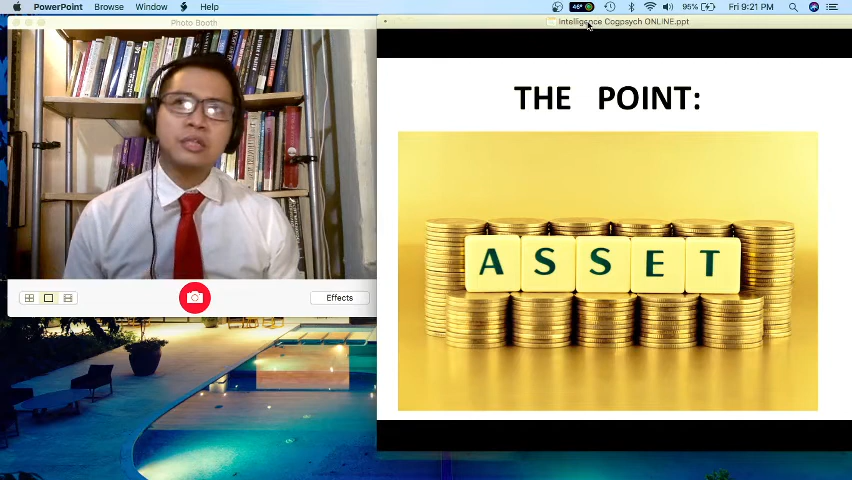 PowerPoint Browse Window Help
46° 95% Fri 9:21 PM
Photo Booth
Intelligence Cogpsych ONLINE.ppt
THE POINT:
ASSET
Effects